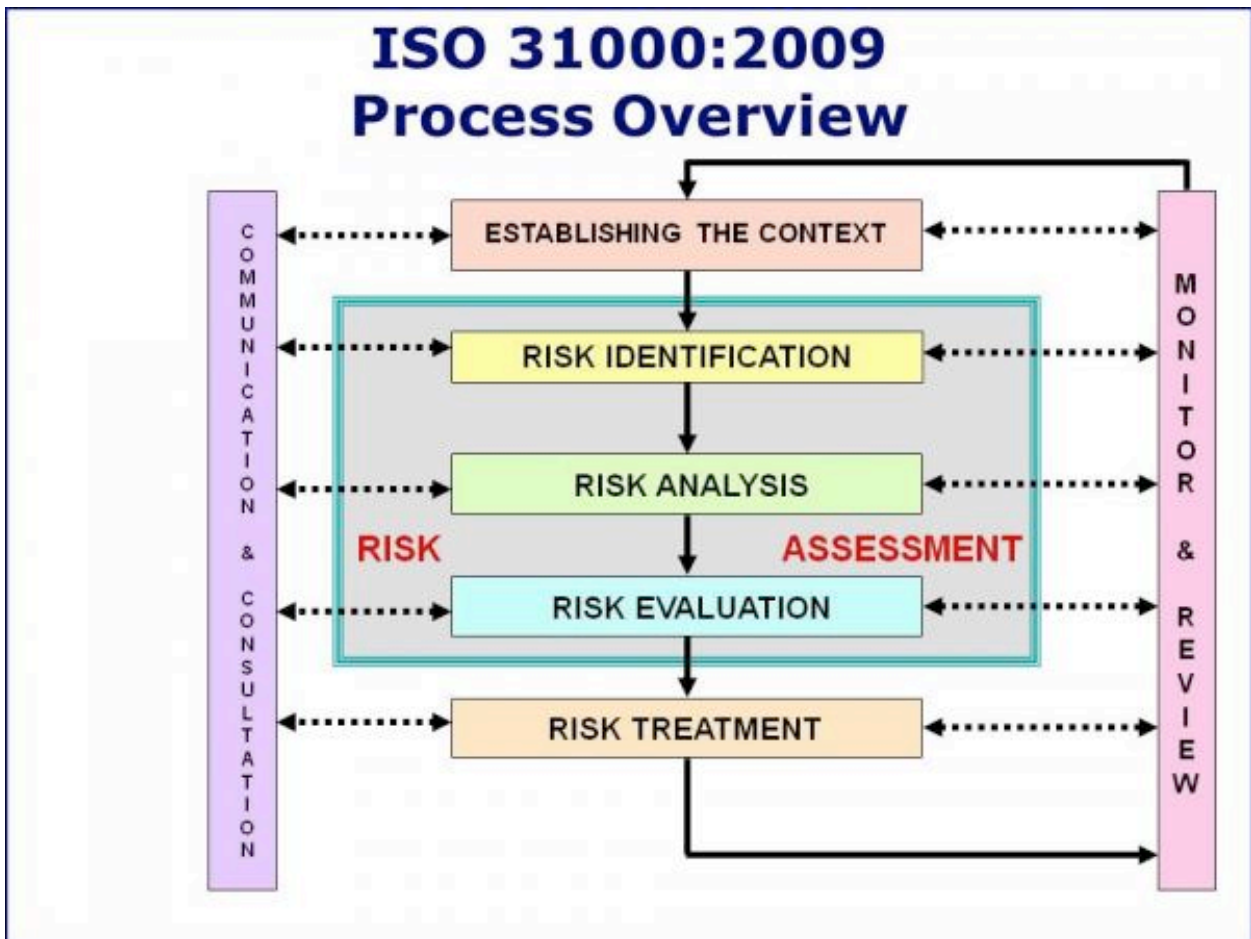 ISO 31000:2009
Process Overview
ESTABLISHING THE CONTEXT
COMMUNICATION & CONSULTATION
MONITOR & REVIEW
RISK IDENTIFICATION
RISK ANALYSIS
RISK ASSESSMENT
RISK EVALUATION
RISK TREATMENT